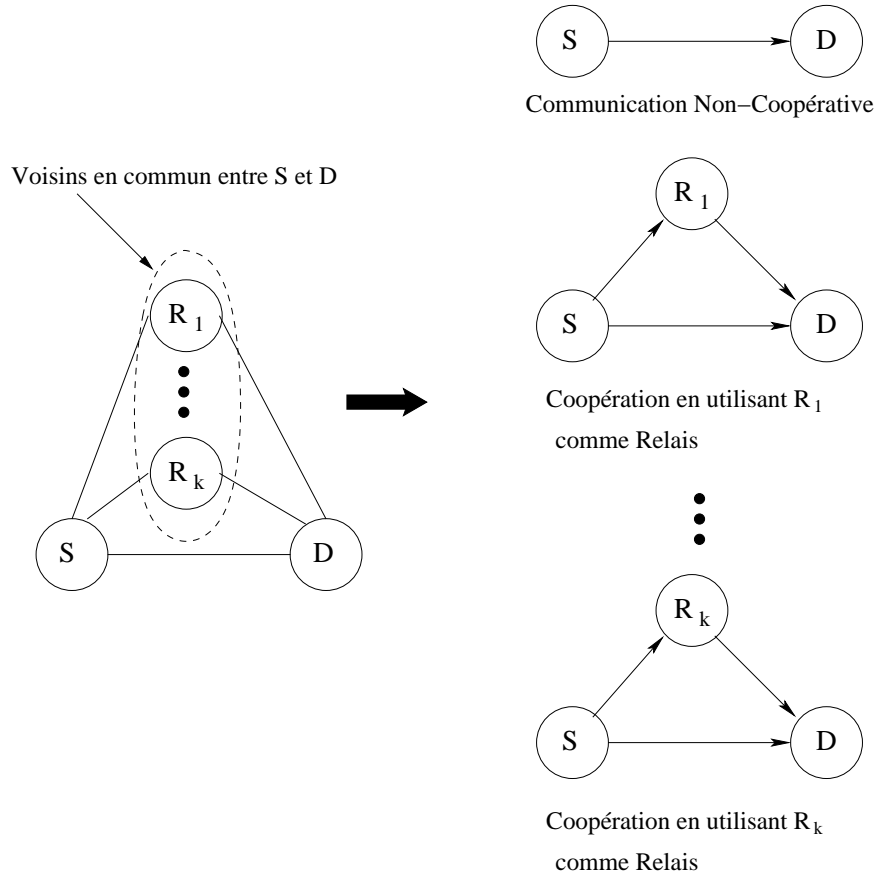 S D
Communication Non−Coopérative
Voisins en commun entre S et D
R 1
S D
Coopération en utilisant R 1
comme Relais
R 1
R k
S D
R k
S D
Coopération en utilisant R k
comme Relais